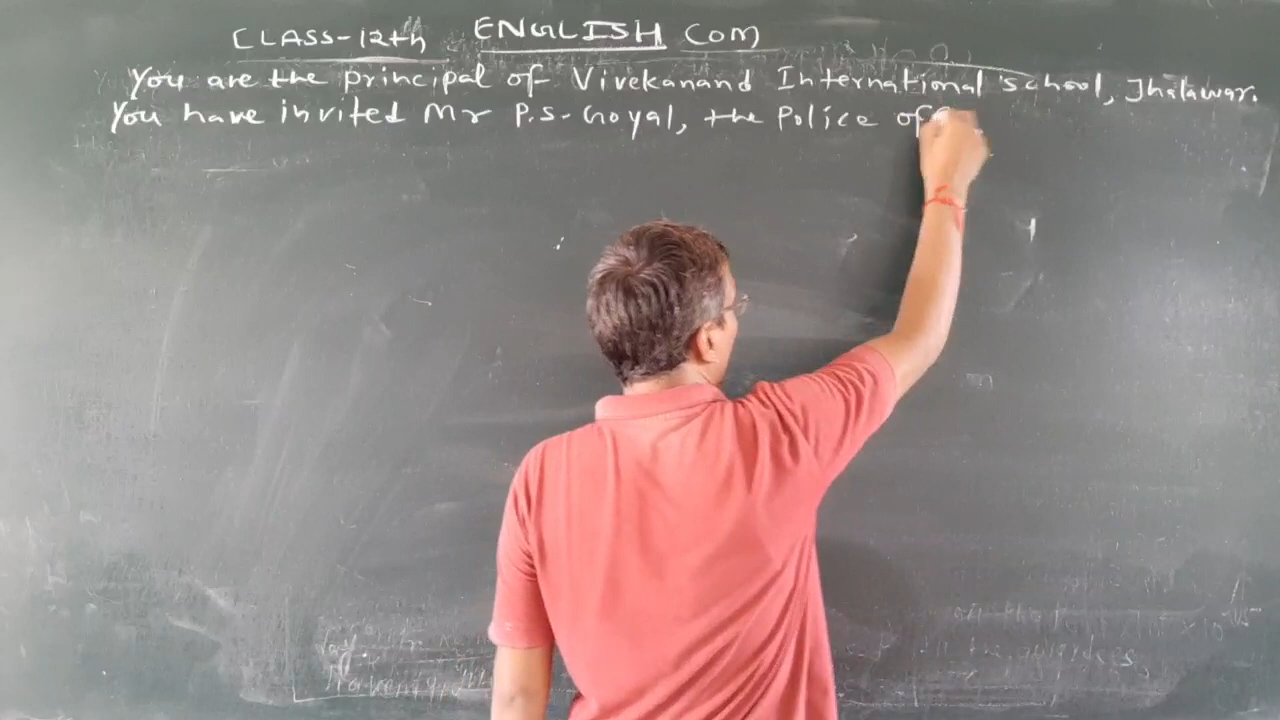 CLASS-12th ENGLISH COM
You are the principal of Vivekanand International School, Jhalawar.
You have invited Mr P.S. Goyal, the Police off